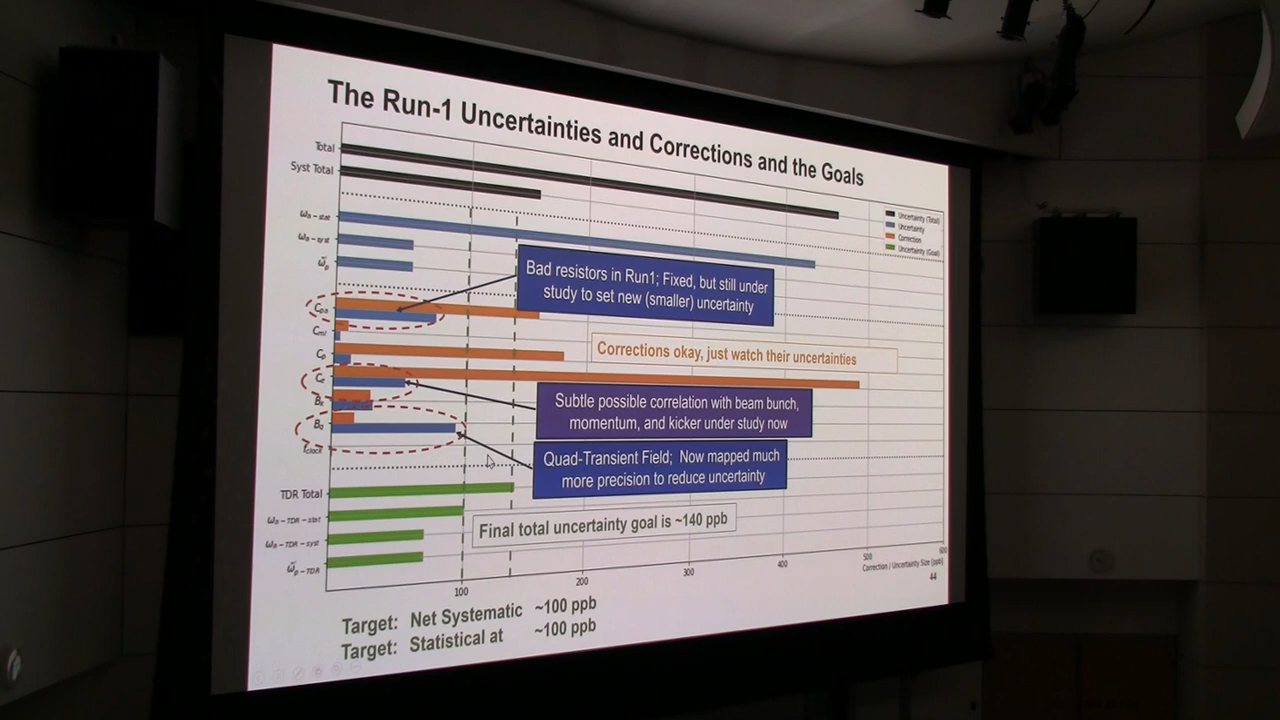 The Run-1 Uncertainties and Corrections and the Goals
Total
Syst Total
Uncertainty (Total)
Uncertainty
Correction
Uncertainty (Goal)
ωa-stat
ωa-syst
ω̃p
Bad resistors in Run1; Fixed, but still under
study to set new (smaller) uncertainty
Cpa
Cml
Corrections okay, just watch their uncertainties
Cp
Ce
Subtle possible correlation with beam bunch,
momentum, and kicker under study now
Bk
Bq
Quad-Transient Field; Now mapped much
more precision to reduce uncertainty
fclock
TDR Total
ωa-TDR-stat
Final total uncertainty goal is ~140 ppb
ωa-TDR-syst
ω̃p-TDR
100
200
300
400
500
600
Correction / Uncertainty Size [ppb]
44
Target: Net Systematic ~100 ppb
Target: Statistical at ~100 ppb